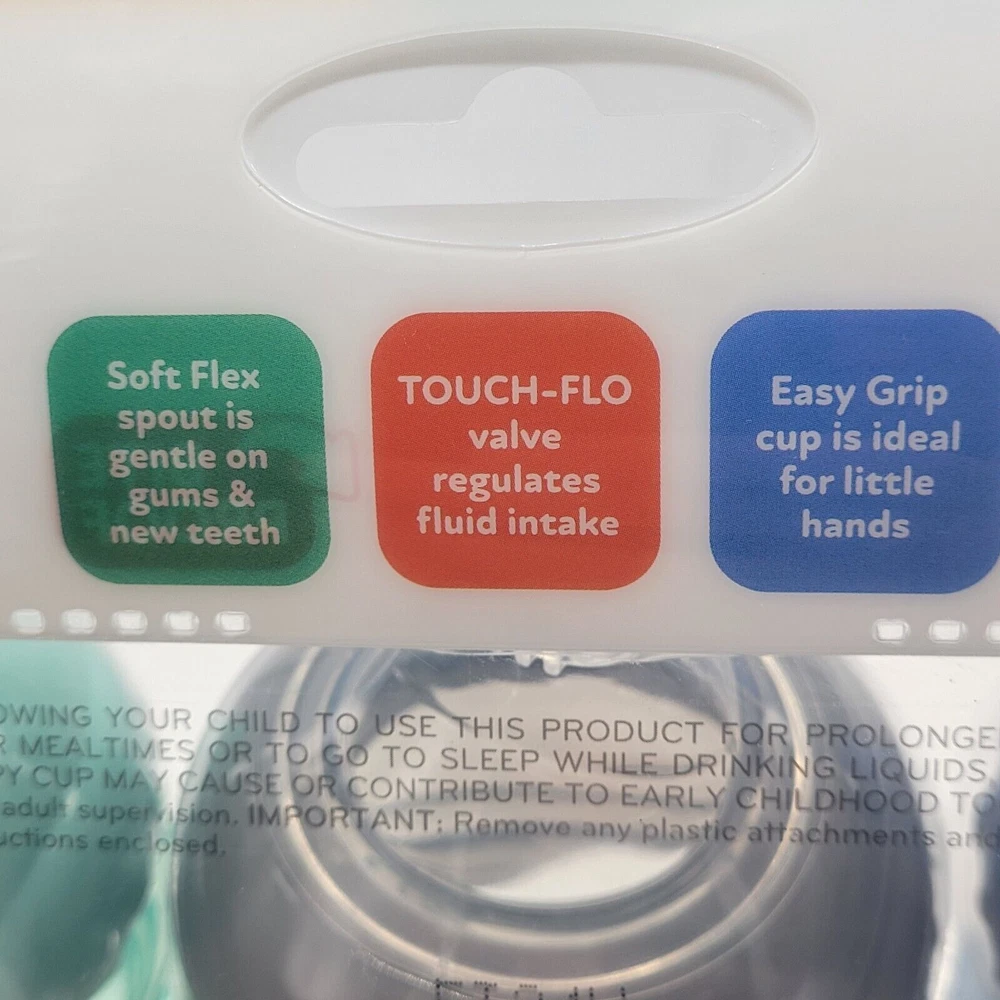 Soft Flex
spout is
gentle on
gums &
new teeth
TOUCH-FLO
valve
regulates
fluid intake
Easy Grip
cup is ideal
for little
hands
OWING YOUR CHILD TO USE THIS PRODUCT FOR PROLONGE
R MEALTIMES OR TO GO TO SLEEP WHILE DRINKING LIQUIDS
PY CUP MAY CAUSE OR CONTRIBUTE TO EARLY CHILDHOOD TO
adult supervision. IMPORTANT: Remove any plastic attachments and
uctions enclosed,